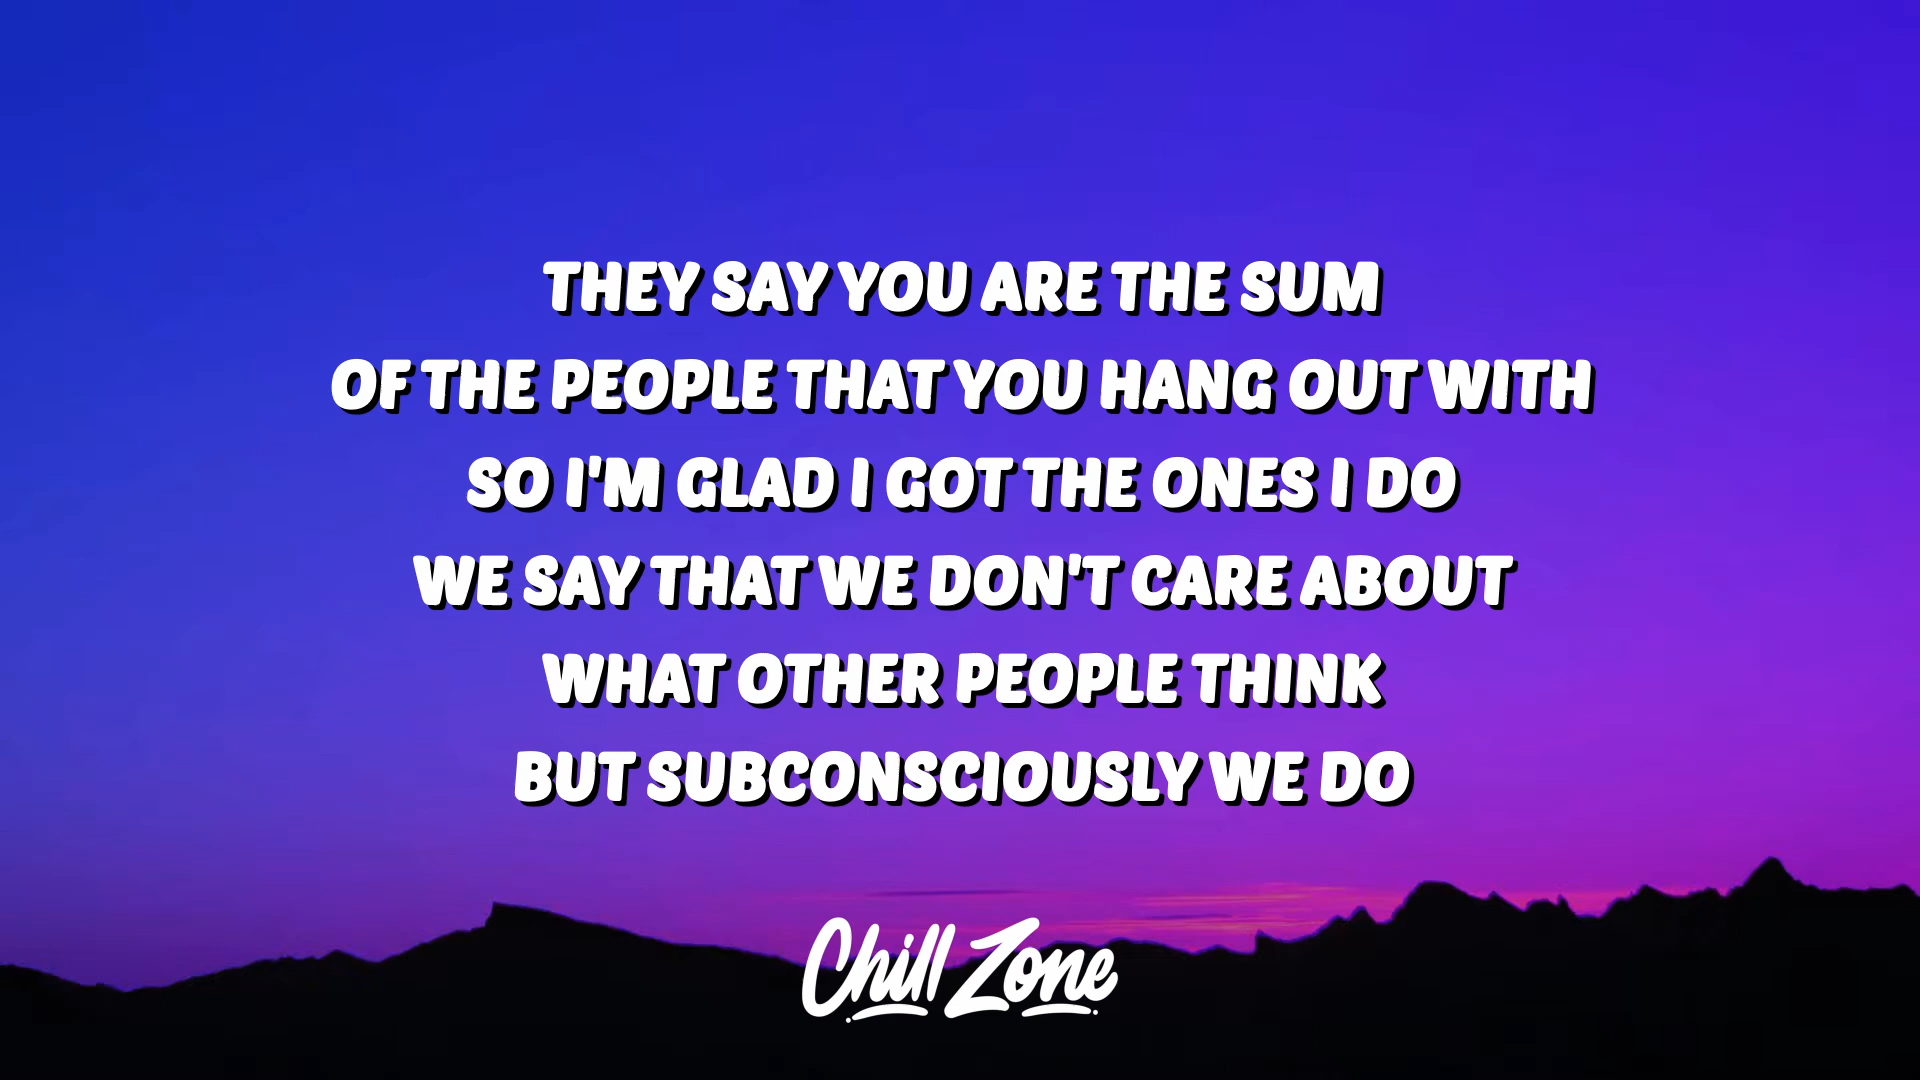 THEY SAY YOU ARE THE SUM
OF THE PEOPLE THAT YOU HANG OUT WITH
SO I'M GLAD I GOT THE ONES I DO
WE SAY THAT WE DON'T CARE ABOUT
WHAT OTHER PEOPLE THINK
BUT SUBCONSCIOUSLY WE DO
Chill Zone